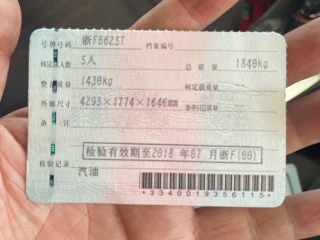 号牌号码 浙FB625T 档案编号
核定载人数 5人 总质量 1840kg
整备质量 1430kg 核定载质量 --
外廓尺寸 4293×1774×1646mm 准牵引总质量 --
备注
检验有效期至2018年07月浙F(00)
检验记录 汽油
*3340019356115*